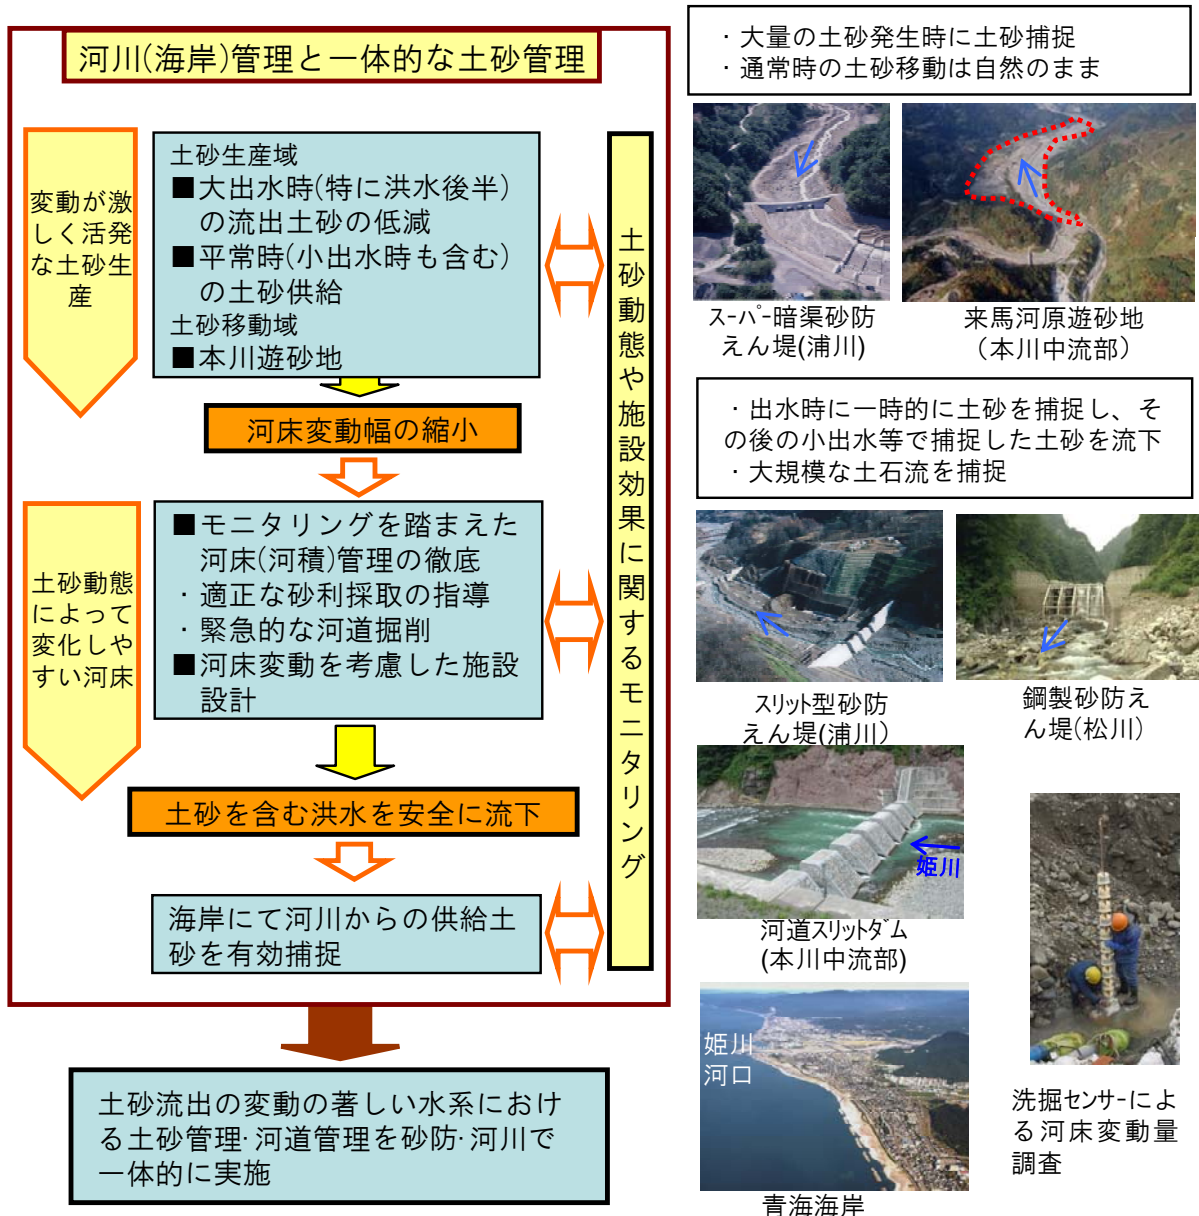 河川(海岸)管理と一体的な土砂管理
変動が激
しく活発
な土砂生
産
土砂生産域
■大出水時(特に洪水後半)
の流出土砂の低減
■平常時(小出水時も含む)
の土砂供給
土砂移動域
■本川遊砂地
河床変動幅の縮小
土砂動態
によって
変化しや
すい河床
■モニタリングを踏まえた
河床(河積)管理の徹底
・適正な砂利採取の指導
・緊急的な河道掘削
■河床変動を考慮した施設
設計
土砂を含む洪水を安全に流下
海岸にて河川からの供給土
砂を有効捕捉
土砂動態や施設効果に関するモニタリング
土砂流出の変動の著しい水系におけ
る土砂管理・河道管理を砂防・河川で
一体的に実施
・大量の土砂発生時に土砂捕捉
・通常時の土砂移動は自然のまま
スーパー暗渠砂防
えん堤(浦川)
来馬河原遊砂地
（本川中流部）
・出水時に一時的に土砂を捕捉し、そ
の後の小出水等で捕捉した土砂を流下
・大規模な土石流を捕捉
スリット型砂防
えん堤(浦川）
鋼製砂防え
ん堤(松川)
姫川
河道スリットダム
(本川中流部)
姫川
河口
青海海岸
洗掘センサーによ
る河床変動量
調査